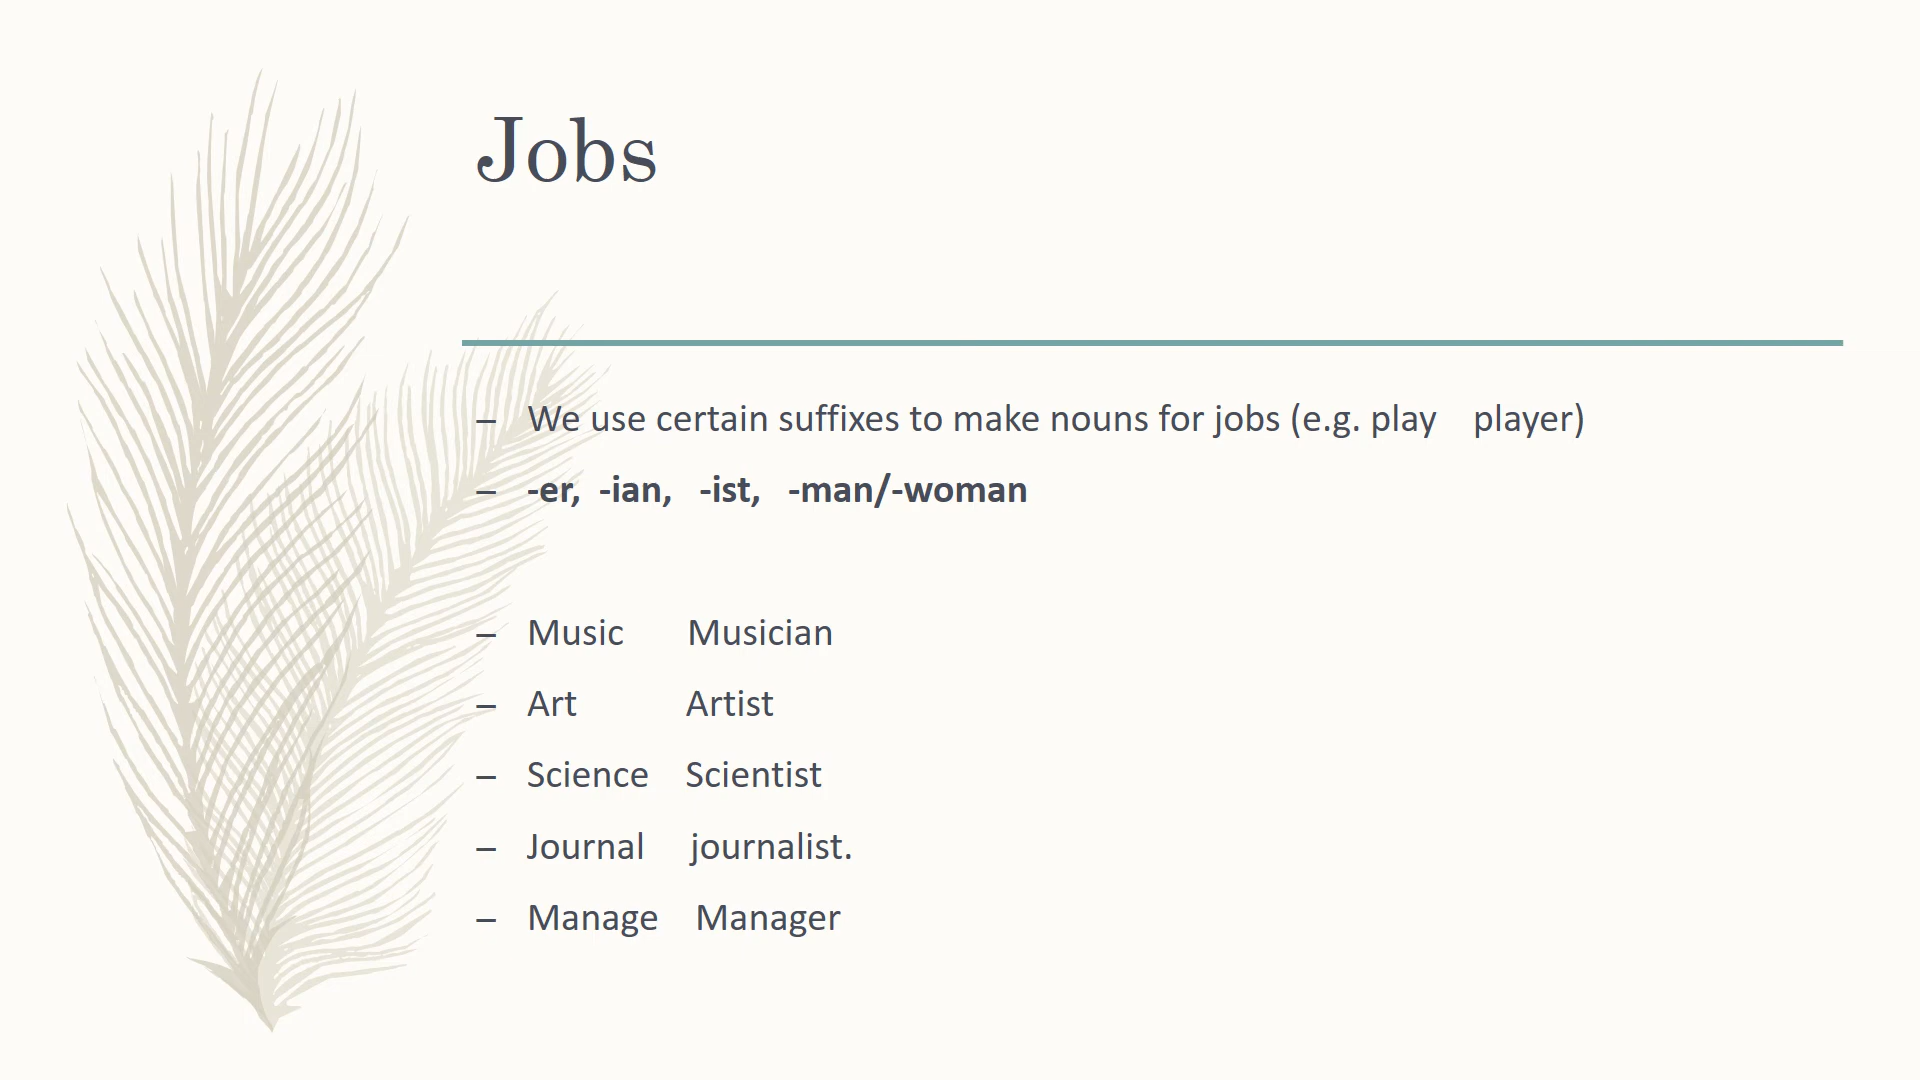 Jobs
– We use certain suffixes to make nouns for jobs (e.g. play player)
– -er, -ian, -ist, -man/-woman
– Music Musician
– Art Artist
– Science Scientist
– Journal journalist.
– Manage Manager